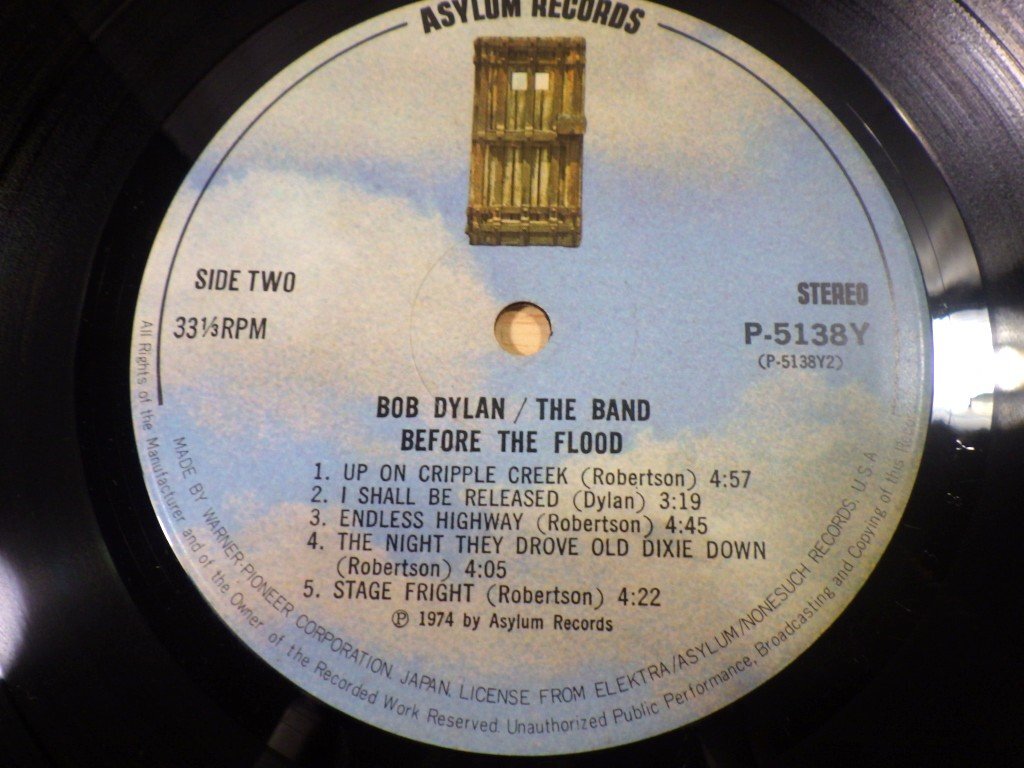 ASYLUM RECORDS
SIDE TWO
33⅓RPM
STEREO
P-5138Y
(P-5138Y2)
BOB DYLAN / THE BAND
BEFORE THE FLOOD
1. UP ON CRIPPLE CREEK (Robertson) 4:57
2. I SHALL BE RELEASED (Dylan) 3:19
3. ENDLESS HIGHWAY (Robertson) 4:45
4. THE NIGHT THEY DROVE OLD DIXIE DOWN
(Robertson) 4:05
5. STAGE FRIGHT (Robertson) 4:22
℗ 1974 by Asylum Records
MADE BY WARNER-PIONEER CORPORATION, JAPAN, LICENSE FROM ELEKTRA/ASYLUM/NONESUCH RECORDS, U.S.A.
All Rights of the Manufacturer and of the Owner of the Recorded Work Reserved. Unauthorized Public Performance, Broadcasting and Copying of this